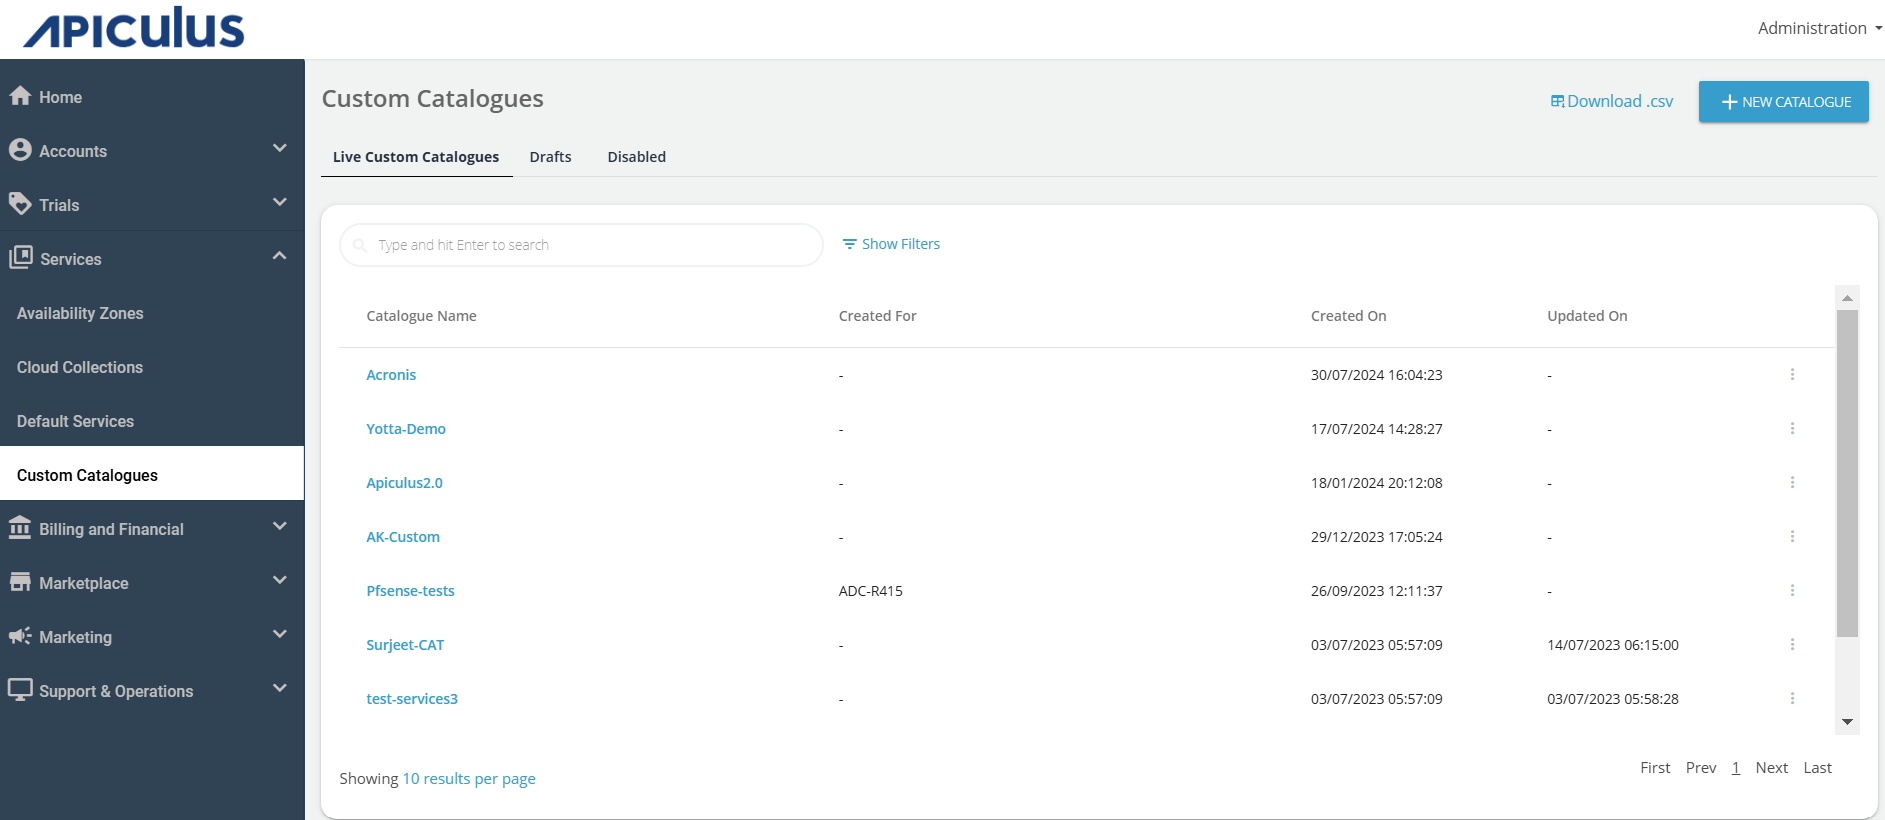 APICULUS
Administration
Home
Accounts
Trials
Services
Availability Zones
Cloud Collections
Default Services
Custom Catalogues
Billing and Financial
Marketplace
Marketing
Support & Operations
Custom Catalogues
Download .csv
NEW CATALOGUE
Live Custom Catalogues Drafts Disabled
Type and hit Enter to search
Show Filters
Catalogue Name Created For Created On Updated On
Acronis - 30/07/2024 16:04:23 -
Yotta-Demo - 17/07/2024 14:28:27 -
Apiculus2.0 - 18/01/2024 20:12:08 -
AK-Custom - 29/12/2023 17:05:24 -
Pfsense-tests ADC-R415 26/09/2023 12:11:37 -
Surjeet-CAT - 03/07/2023 05:57:09 14/07/2023 06:15:00
test-services3 - 03/07/2023 05:57:09 03/07/2023 05:58:28
Showing 10 results per page
First Prev 1 Next Last